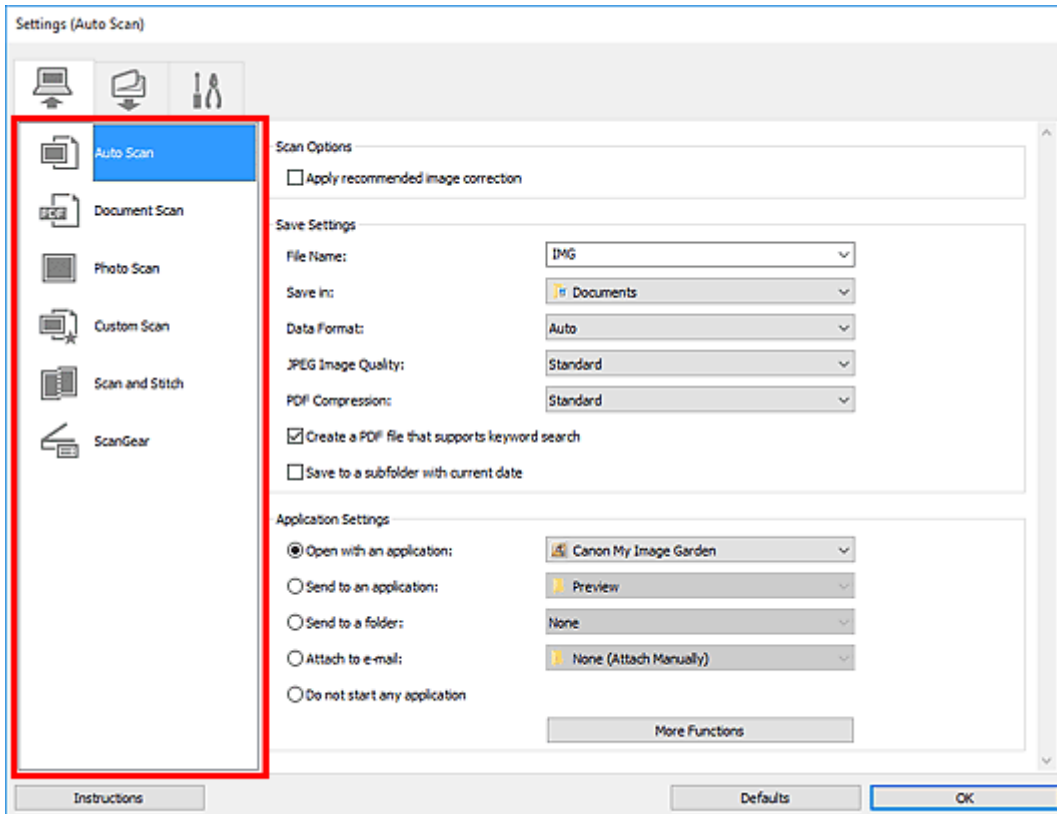 Settings (Auto Scan)
Auto Scan
PDF
Document Scan
Photo Scan
Custom Scan
Scan and Stitch
ScanGear
Scan Options
Apply recommended image correction
Save Settings
File Name: IMG
Save in: Documents
Data Format: Auto
JPEG Image Quality: Standard
PDF Compression: Standard
Create a PDF file that supports keyword search
Save to a subfolder with current date
Application Settings
Open with an application: Canon My Image Garden
Send to an application: Preview
Send to a folder: None
Attach to e-mail: None (Attach Manually)
Do not start any application
More Functions
Instructions Defaults OK